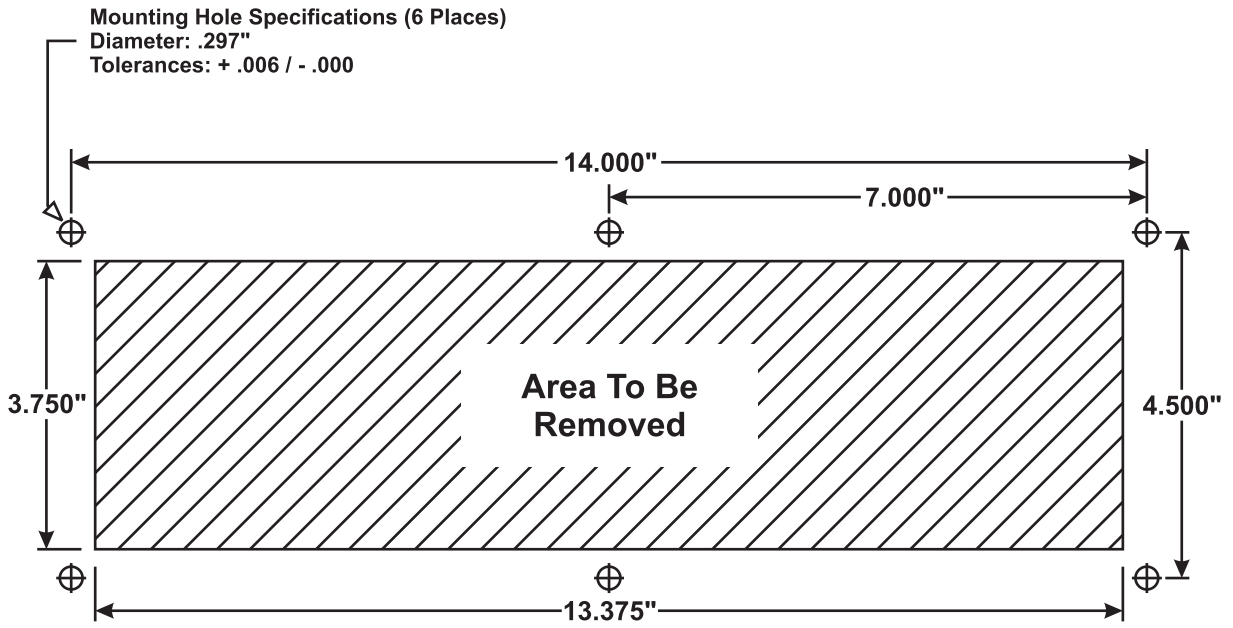 Mounting Hole Specifications (6 Places)
Diameter: .297"
Tolerances: + .006 / - .000
14.000"
7.000"
Area To Be
Removed
3.750"
4.500"
13.375"